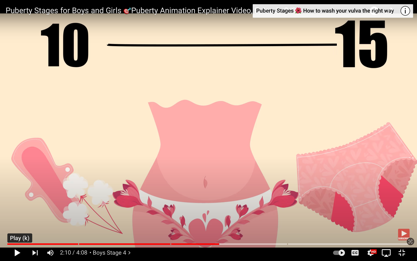 Puberty Stages for Boys and Girls 🍒Puberty Animation Explainer Video.
Puberty Stages 🌺 How to wash your vulva the right way
10
15
Play (k)
2:10 / 4:08 • Boys Stage 4 >
CC